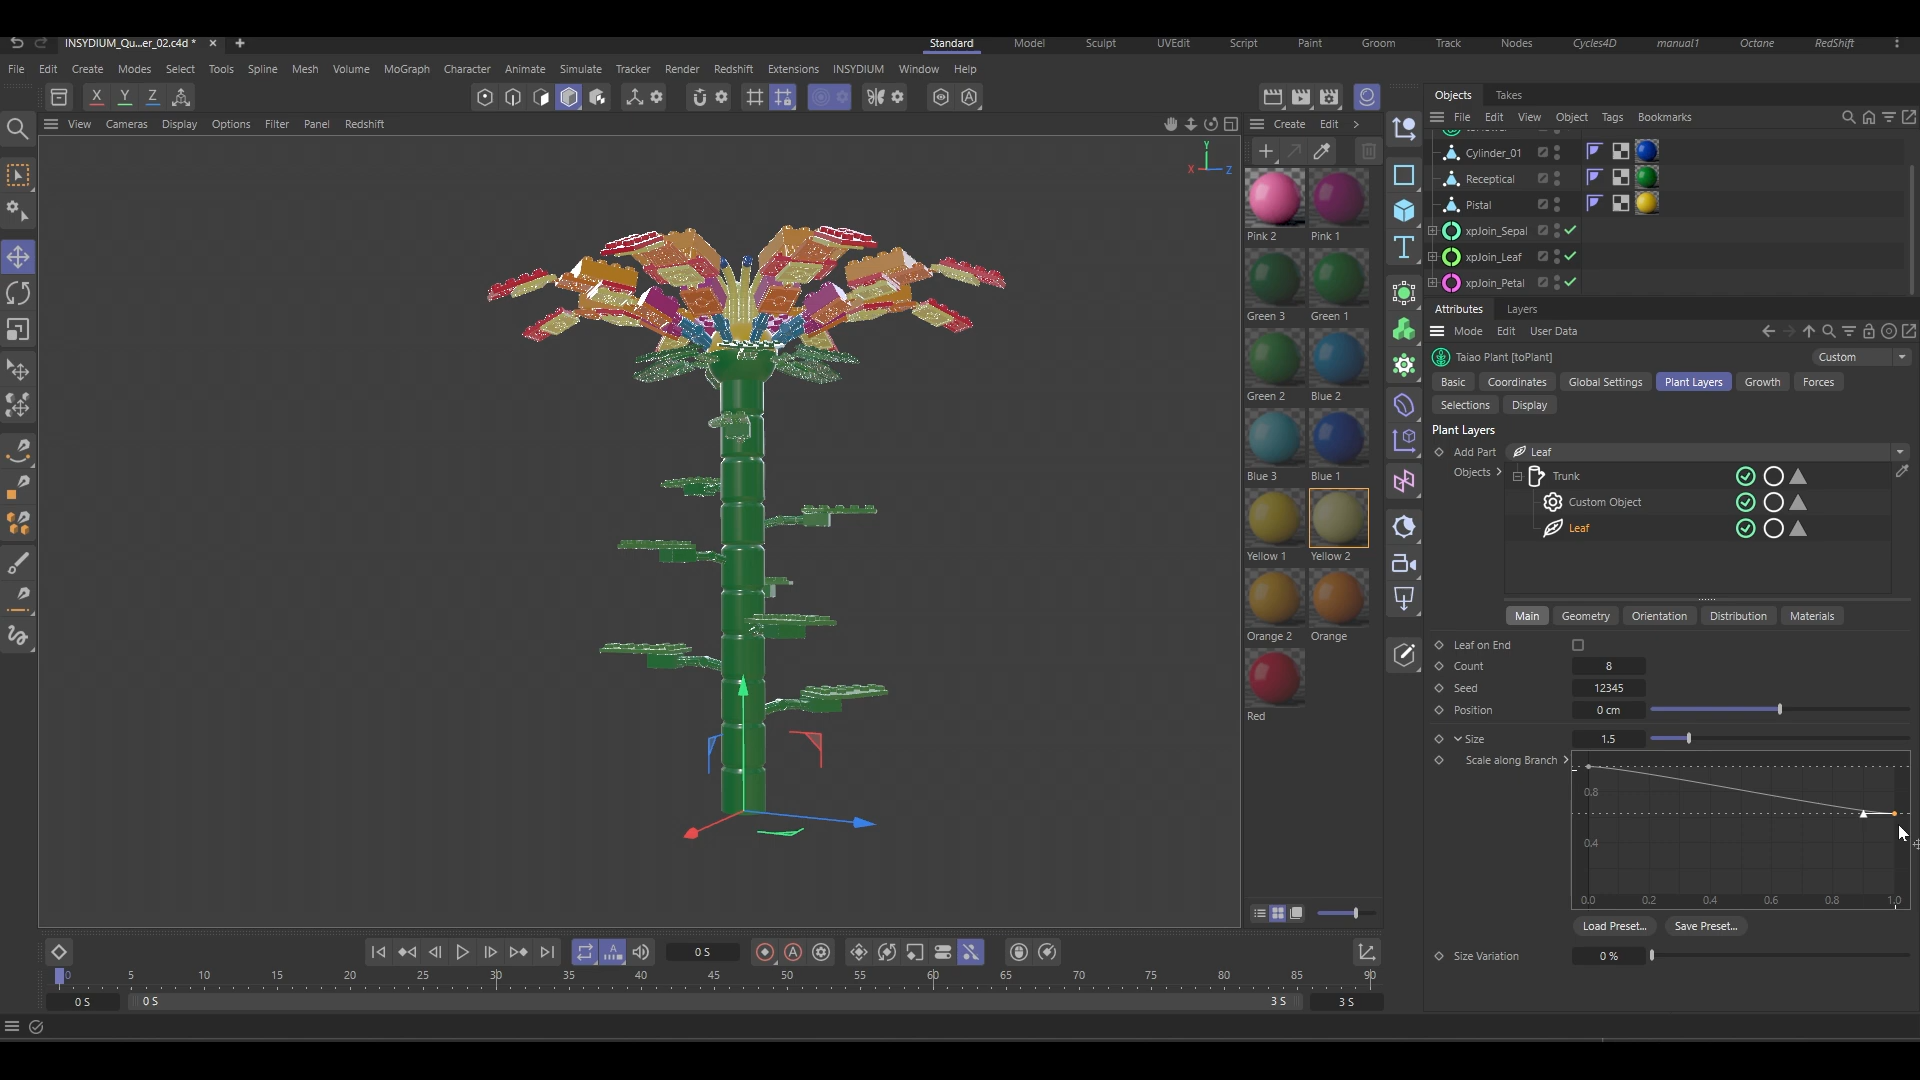 INSYDIUM_Qu...er_02.c4d *
Standard Model Sculpt UVEdit Script Paint Groom Track Nodes Cycles4D manual1 Octane RedShift
File Edit Create Modes Select Tools Spline Mesh Volume MoGraph Character Animate Simulate Tracker Render Redshift Extensions INSYDIUM Window Help
X Y Z
Objects Takes
View Cameras Display Options Filter Panel Redshift
Create Edit
File Edit View Object Tags Bookmarks
Y
X Z
Cylinder_01
Receptical
Pistal
xpJoin_Sepal
xpJoin_Leaf
xpJoin_Petal
Pink 2 Pink 1
Green 3 Green 1
Green 2 Blue 2
Blue 3 Blue 1
Yellow 1 Yellow 2
Orange 2 Orange
Red
Attributes Layers
Mode Edit User Data
Taiao Plant [toPlant]
Custom
Basic Coordinates Global Settings Plant Layers Growth Forces
Selections Display
Plant Layers
Add Part Leaf
Objects
Trunk
Custom Object
Leaf
Main Geometry Orientation Distribution Materials
Leaf on End
Count 8
Seed 12345
Position 0 cm
Size 1.5
Scale along Branch
0.8
0.4
0.0 0.2 0.4 0.6 0.8 1.0
Load Preset... Save Preset...
Size Variation 0 %
0 S
0 5 10 15 20 25 30 35 40 45 50 55 60 65 70 75 80 85 90
0 S 0 S 3 S 3 S